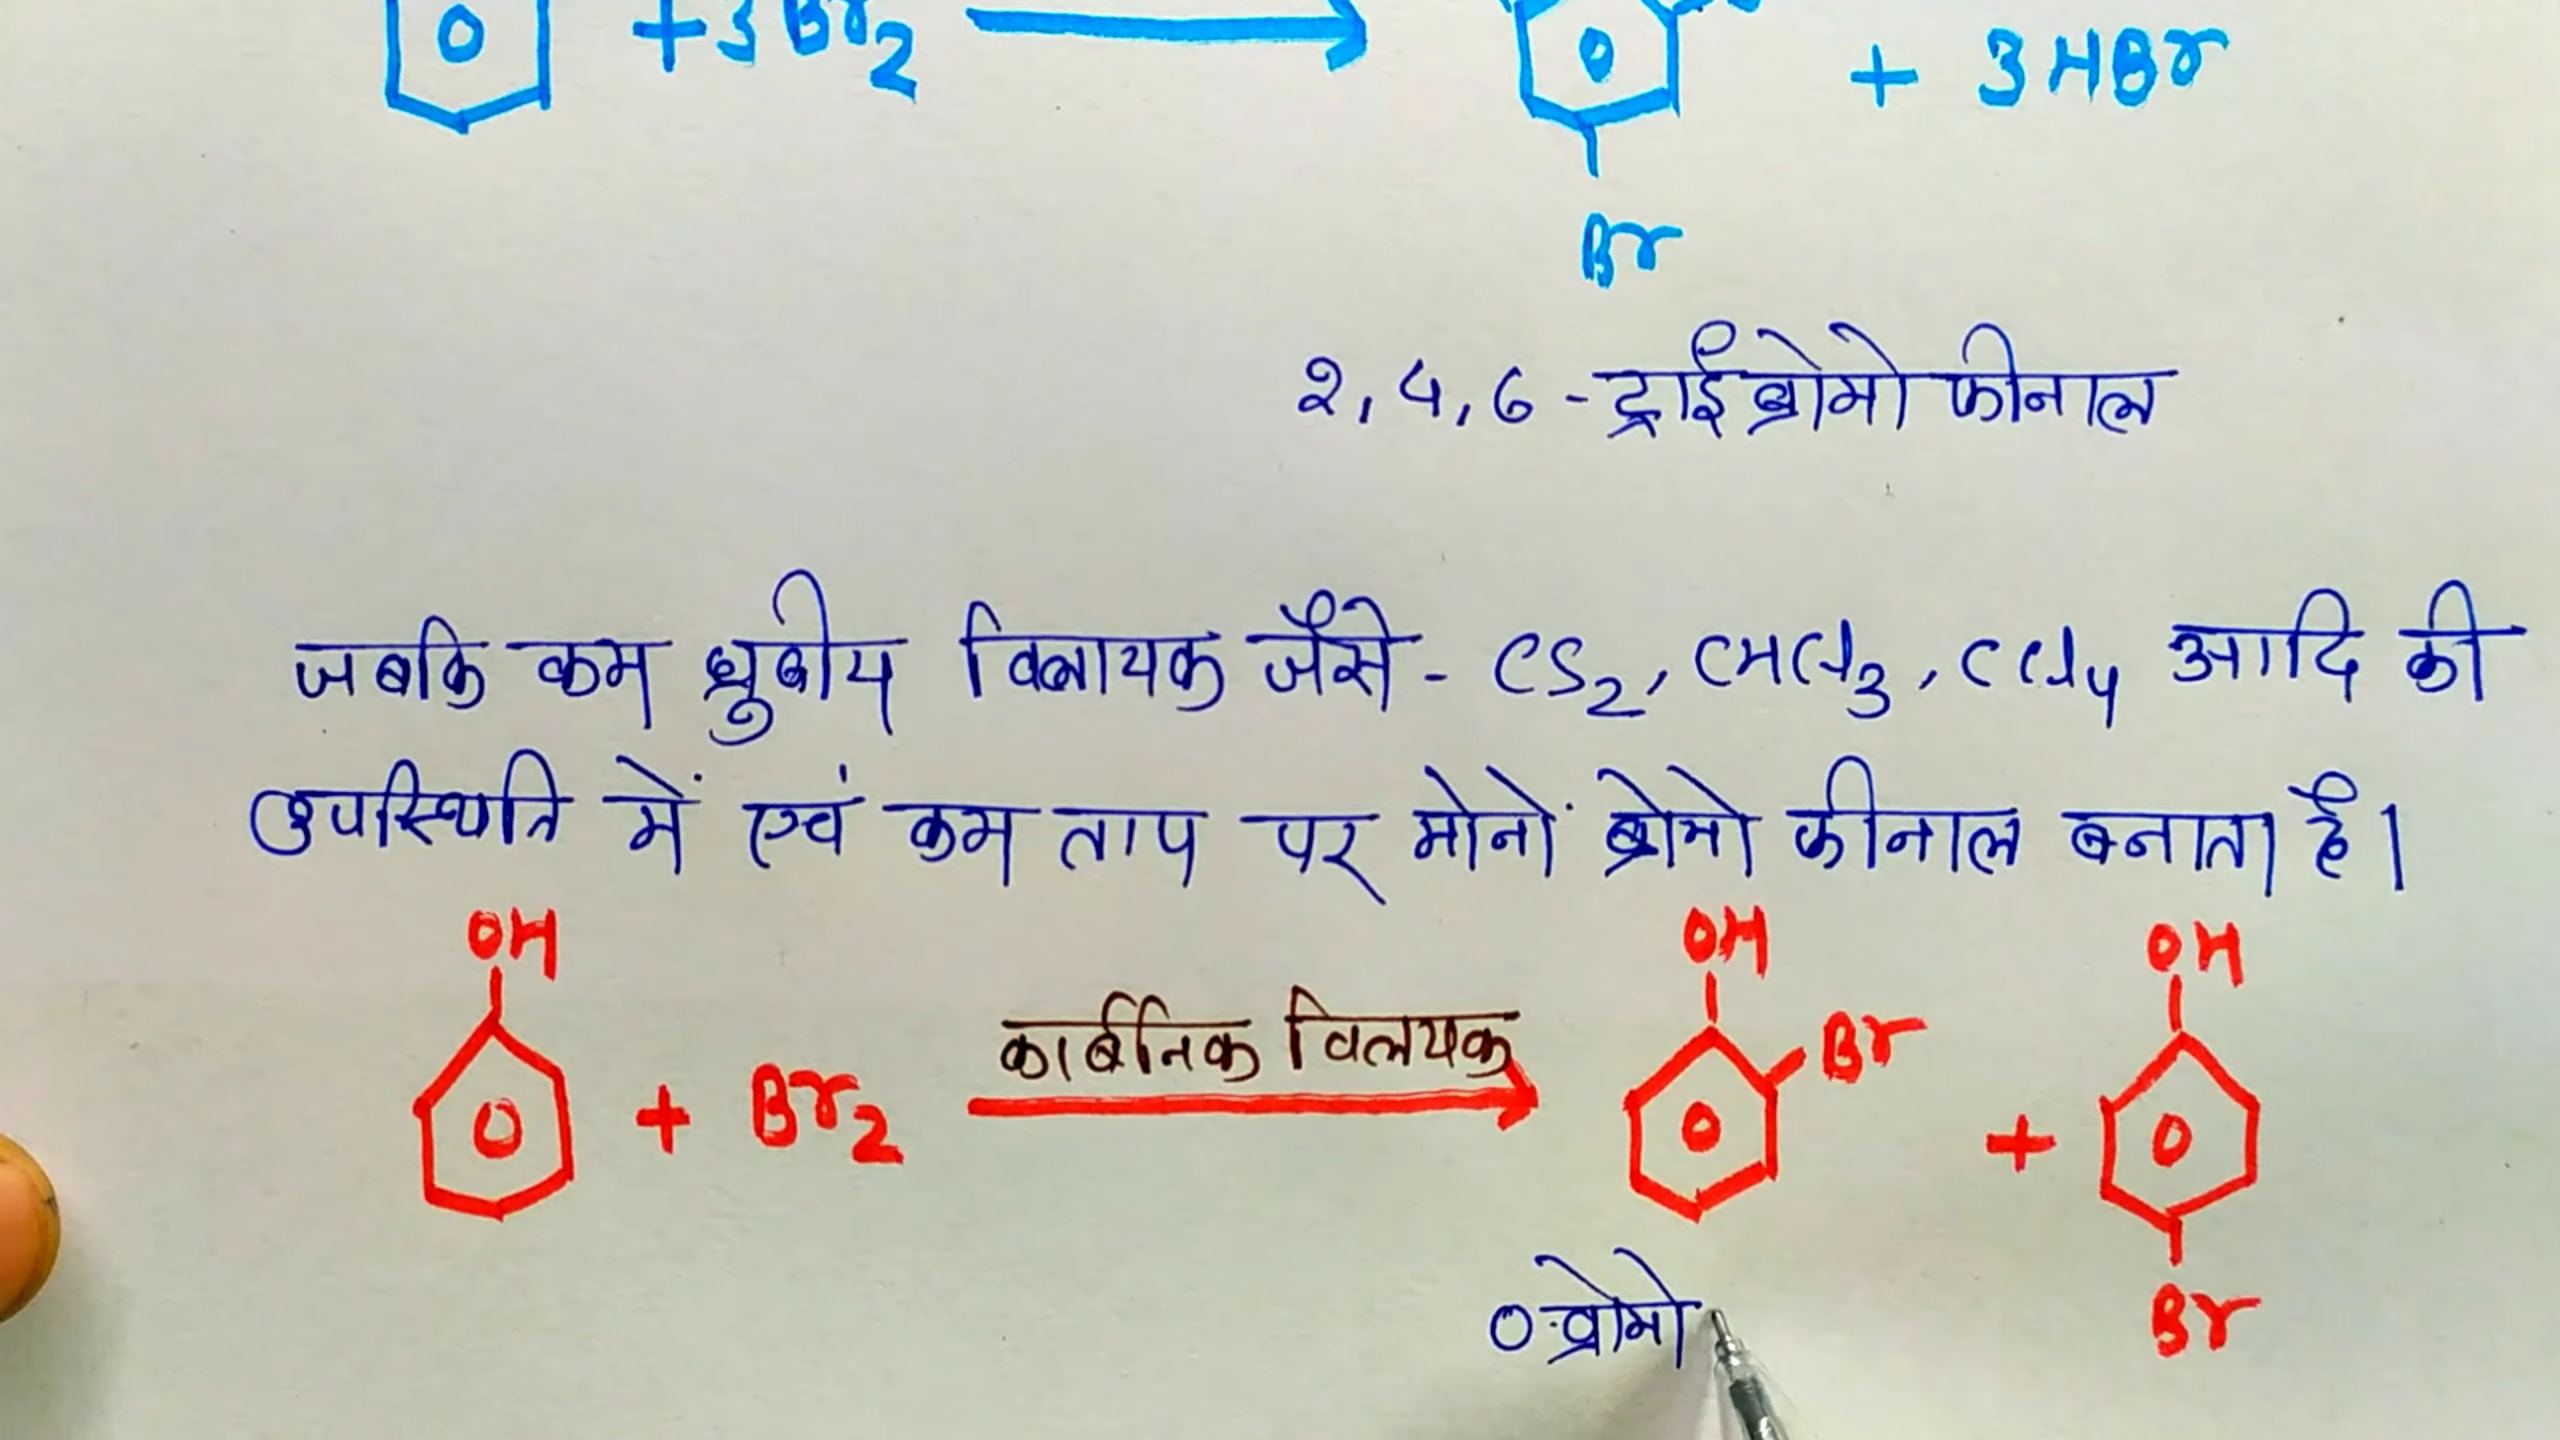 +3Br2 + 3HBr
Br
2,4,6-ट्राईब्रोमो फीनाल
जबकि कम ध्रुवीय विलायक जैसे- CS2, CHCl3, CCl4 आदि की
उपस्थिति में एवं कम ताप पर मोनों ब्रोमो फीनाल बनाता है।
OH OH OH
कार्बनिक विलयक
Br
+ Br2 +
Br
O-ब्रोमो